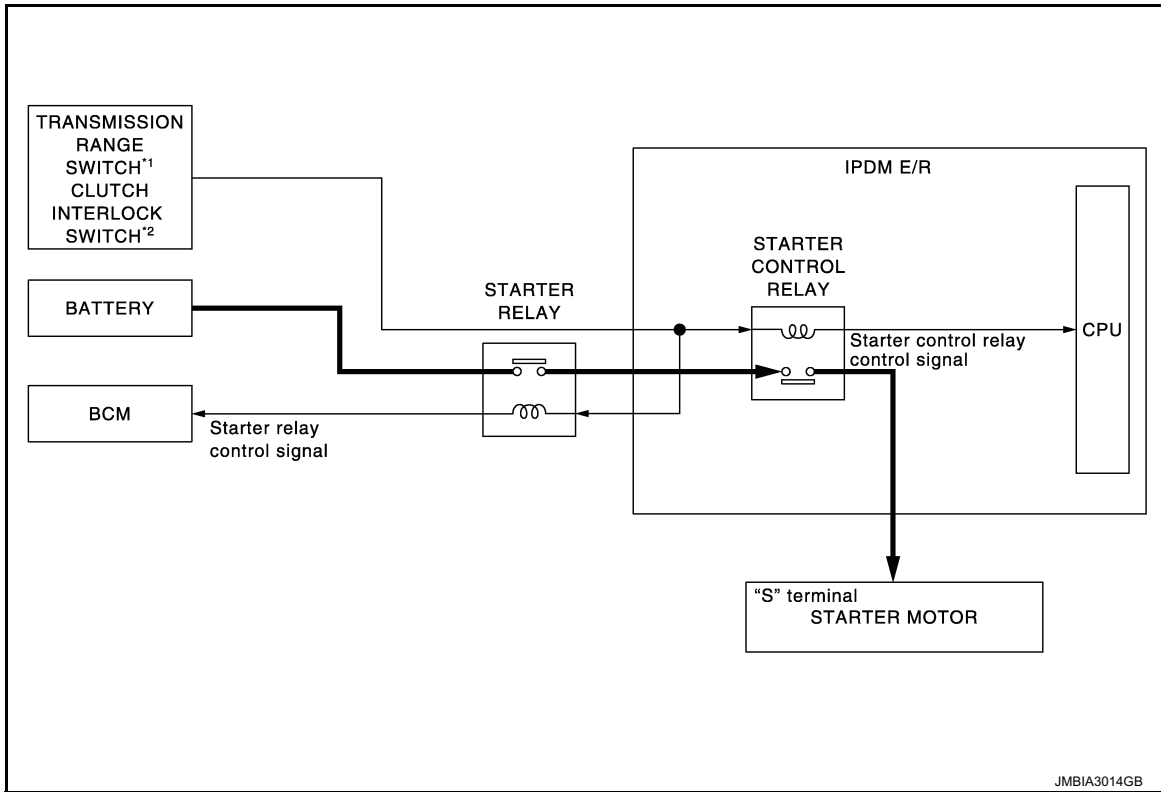 TRANSMISSION
RANGE
SWITCH*1
CLUTCH
INTERLOCK
SWITCH*2
BATTERY
BCM
Starter relay
control signal
STARTER
RELAY
IPDM E/R
STARTER
CONTROL
RELAY
Starter control relay
control signal
CPU
“S” terminal
STARTER MOTOR
JMBIA3014GB